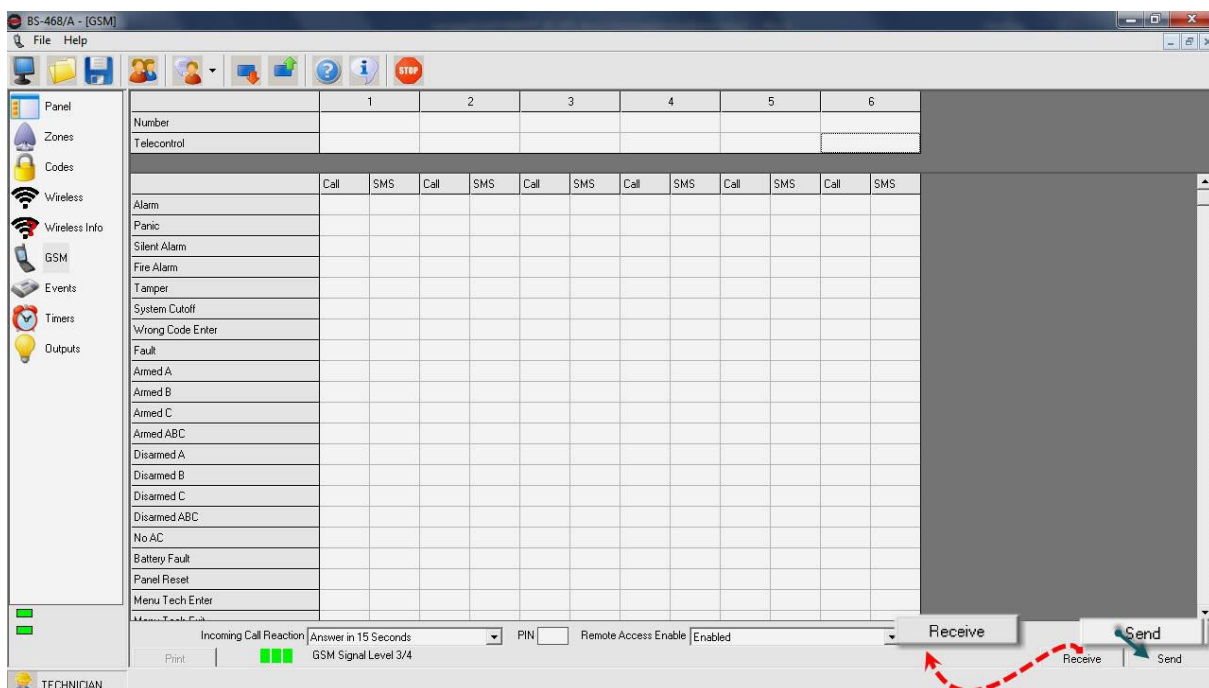 BS-468/A - [GSM]
File Help
STOP
Panel
Zones
Codes
Wireless
Wireless Info
GSM
Events
Timers
Outputs
1 2 3 4 5 6
Number
Telecontrol
Call SMS Call SMS Call SMS Call SMS Call SMS Call SMS
Alarm
Panic
Silent Alarm
Fire Alarm
Tamper
System Cutoff
Wrong Code Enter
Fault
Armed A
Armed B
Armed C
Armed ABC
Disarmed A
Disarmed B
Disarmed C
Disarmed ABC
No AC
Battery Fault
Panel Reset
Menu Tech Enter
Menu Tech Exit
Incoming Call Reaction Answer in 15 Seconds PIN Remote Access Enable Enabled
Receive Send
Print GSM Signal Level 3/4 Receive Send
TECHNICIAN